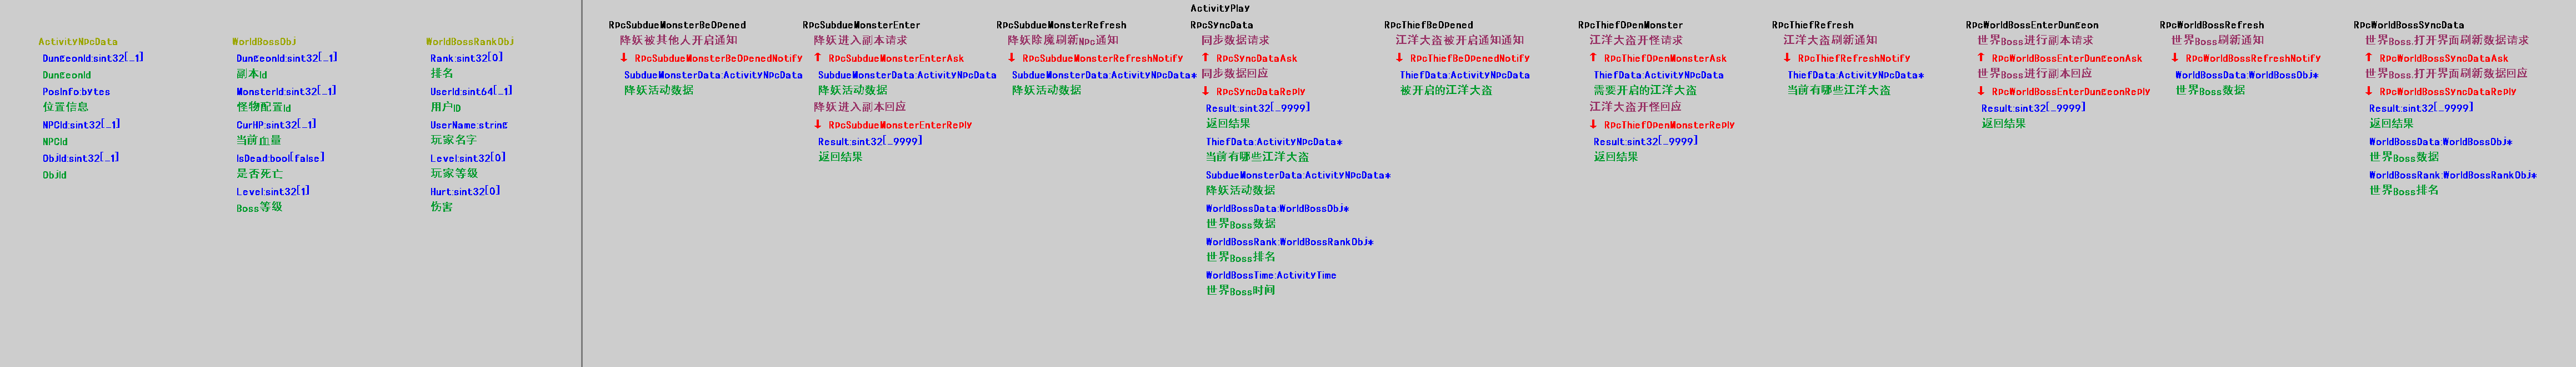 ActivityPlay
ActivityNpcData
DungeonId:sint32[_1]
DungeonId
PosInfo:bytes
位置信息
NPCId:sint32[_1]
NPCId
ObjId:sint32[_1]
ObjId
WorldBossObj
DungeonId:sint32[_1]
副本Id
MonsterId:sint32[_1]
怪物配置Id
CurHP:sint32[_1]
当前血量
IsDead:bool[false]
是否死亡
Level:sint32[1]
Boss等级
WorldBossRankObj
Rank:sint32[0]
排名
UserId:sint64[_1]
用户ID
UserName:string
玩家名字
Level:sint32[0]
玩家等级
Hurt:sint32[0]
伤害
RpcSubdueMonsterBeOpened
降妖被其他人开启通知
↓ RpcSubdueMonsterBeOpenedNotify
SubdueMonsterData:ActivityNpcData
降妖活动数据
RpcSubdueMonsterEnter
降妖进入副本请求
↑ RpcSubdueMonsterEnterAsk
SubdueMonsterData:ActivityNpcData
降妖活动数据
降妖进入副本回应
↓ RpcSubdueMonsterEnterReply
Result:sint32[_9999]
返回结果
RpcSubdueMonsterRefresh
降妖除魔刷新Npc通知
↓ RpcSubdueMonsterRefreshNotify
SubdueMonsterData:ActivityNpcData*
降妖活动数据
RpcSyncData
同步数据请求
↑ RpcSyncDataAsk
同步数据回应
↓ RpcSyncDataReply
Result:sint32[_9999]
返回结果
ThiefData:ActivityNpcData*
当前有哪些江洋大盗
SubdueMonsterData:ActivityNpcData*
降妖活动数据
WorldBossData:WorldBossObj*
世界Boss数据
WorldBossRank:WorldBossRankObj*
世界Boss排名
WorldBossTime:ActivityTime
世界Boss时间
RpcThiefBeOpened
江洋大盗被开启通知通知
↓ RpcThiefBeOpenedNotify
ThiefData:ActivityNpcData
被开启的江洋大盗
RpcThiefOpenMonster
江洋大盗开怪请求
↑ RpcThiefOpenMonsterAsk
ThiefData:ActivityNpcData
需要开启的江洋大盗
江洋大盗开怪回应
↓ RpcThiefOpenMonsterReply
Result:sint32[_9999]
返回结果
RpcThiefRefresh
江洋大盗刷新通知
↓ RpcThiefRefreshNotify
ThiefData:ActivityNpcData*
当前有哪些江洋大盗
RpcWorldBossEnterDungeon
世界Boss进行副本请求
↑ RpcWorldBossEnterDungeonAsk
世界Boss进行副本回应
↓ RpcWorldBossEnterDungeonReply
Result:sint32[_9999]
返回结果
RpcWorldBossRefresh
世界Boss刷新通知
↓ RpcWorldBossRefreshNotify
WorldBossData:WorldBossObj*
世界Boss数据
RpcWorldBossSyncData
世界Boss.打开界面刷新数据请求
↑ RpcWorldBossSyncDataAsk
世界Boss.打开界面刷新数据回应
↓ RpcWorldBossSyncDataReply
Result:sint32[_9999]
返回结果
WorldBossData:WorldBossObj*
世界Boss数据
WorldBossRank:WorldBossRankObj*
世界Boss排名